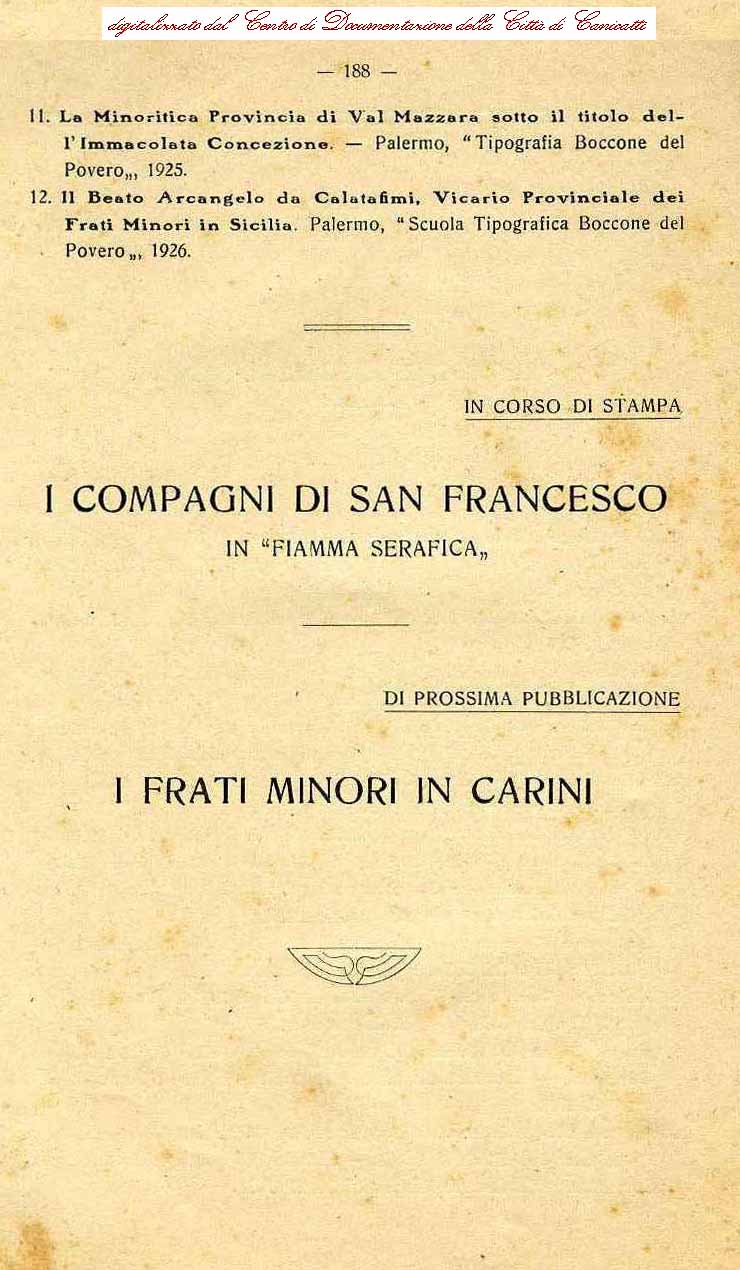 digitalizzato dal Centro di Documentazione della Città di Canicattì
— 188 —
11. La Minoritica Provincia di Val Mazzara sotto il titolo del-
l'Immacolata Concezione. — Palermo, “Tipografia Boccone del
Povero„, 1925.
12. Il Beato Arcangelo da Calatafimi, Vicario Provinciale dei
Frati Minori in Sicilia. Palermo, “Scuola Tipografica Boccone del
Povero„, 1926.
IN CORSO DI STAMPA
I COMPAGNI DI SAN FRANCESCO
IN “FIAMMA SERAFICA„
DI PROSSIMA PUBBLICAZIONE
I FRATI MINORI IN CARINI